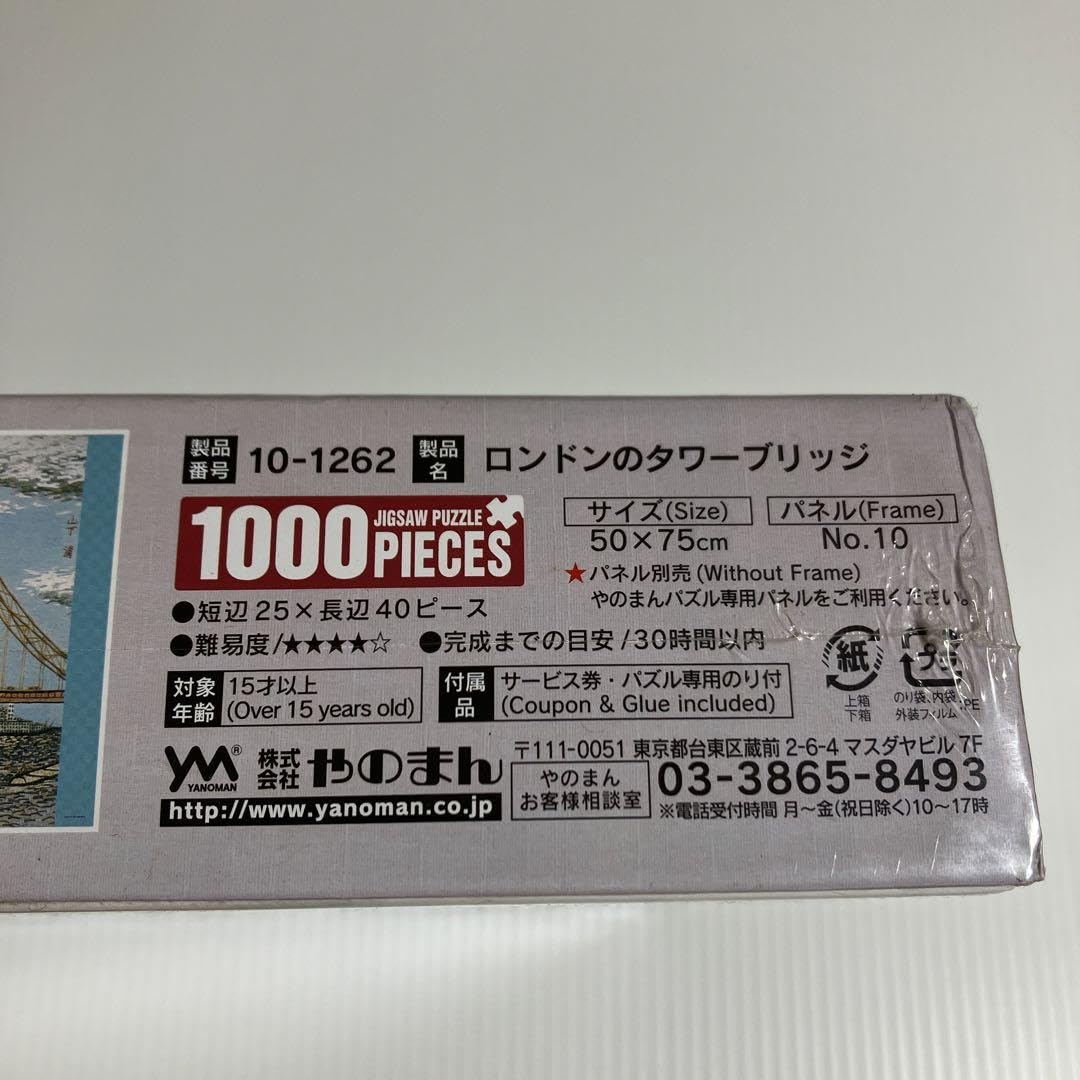 製品番号 10-1262 製品名 ロンドンのタワーブリッジ
1000 JIGSAW PUZZLE PIECES
サイズ(Size) パネル(Frame)
50×75cm No.10
★パネル別売(Without Frame)
やのまんパズル専用パネルをご利用ください。
●短辺25×長辺40ピース
●難易度/★★★★☆ ●完成までの目安/30時間以内
対象年齢 15才以上
(Over 15 years old)
付属品 サービス券・パズル専用のり付
(Coupon & Glue included)
紙
上箱
下箱
プラ
のり袋、内袋、
外装フィルム:PE
YM® YANOMAN 株式会社 やのまん
http://www.yanoman.co.jp
〒111-0051 東京都台東区蔵前2-6-4 マスダヤビル7F
やのまん
お客様相談室
03-3865-8493
※電話受付時間 月〜金(祝日除く)10〜17時